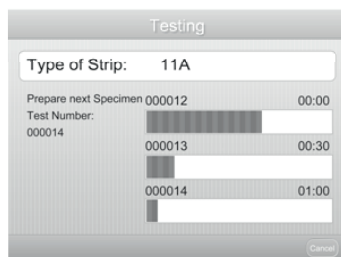 Testing
Type of Strip: 11A
Prepare next Specimen
Test Number:
000014
000012 00:00
000013 00:30
000014 01:00
Cancel